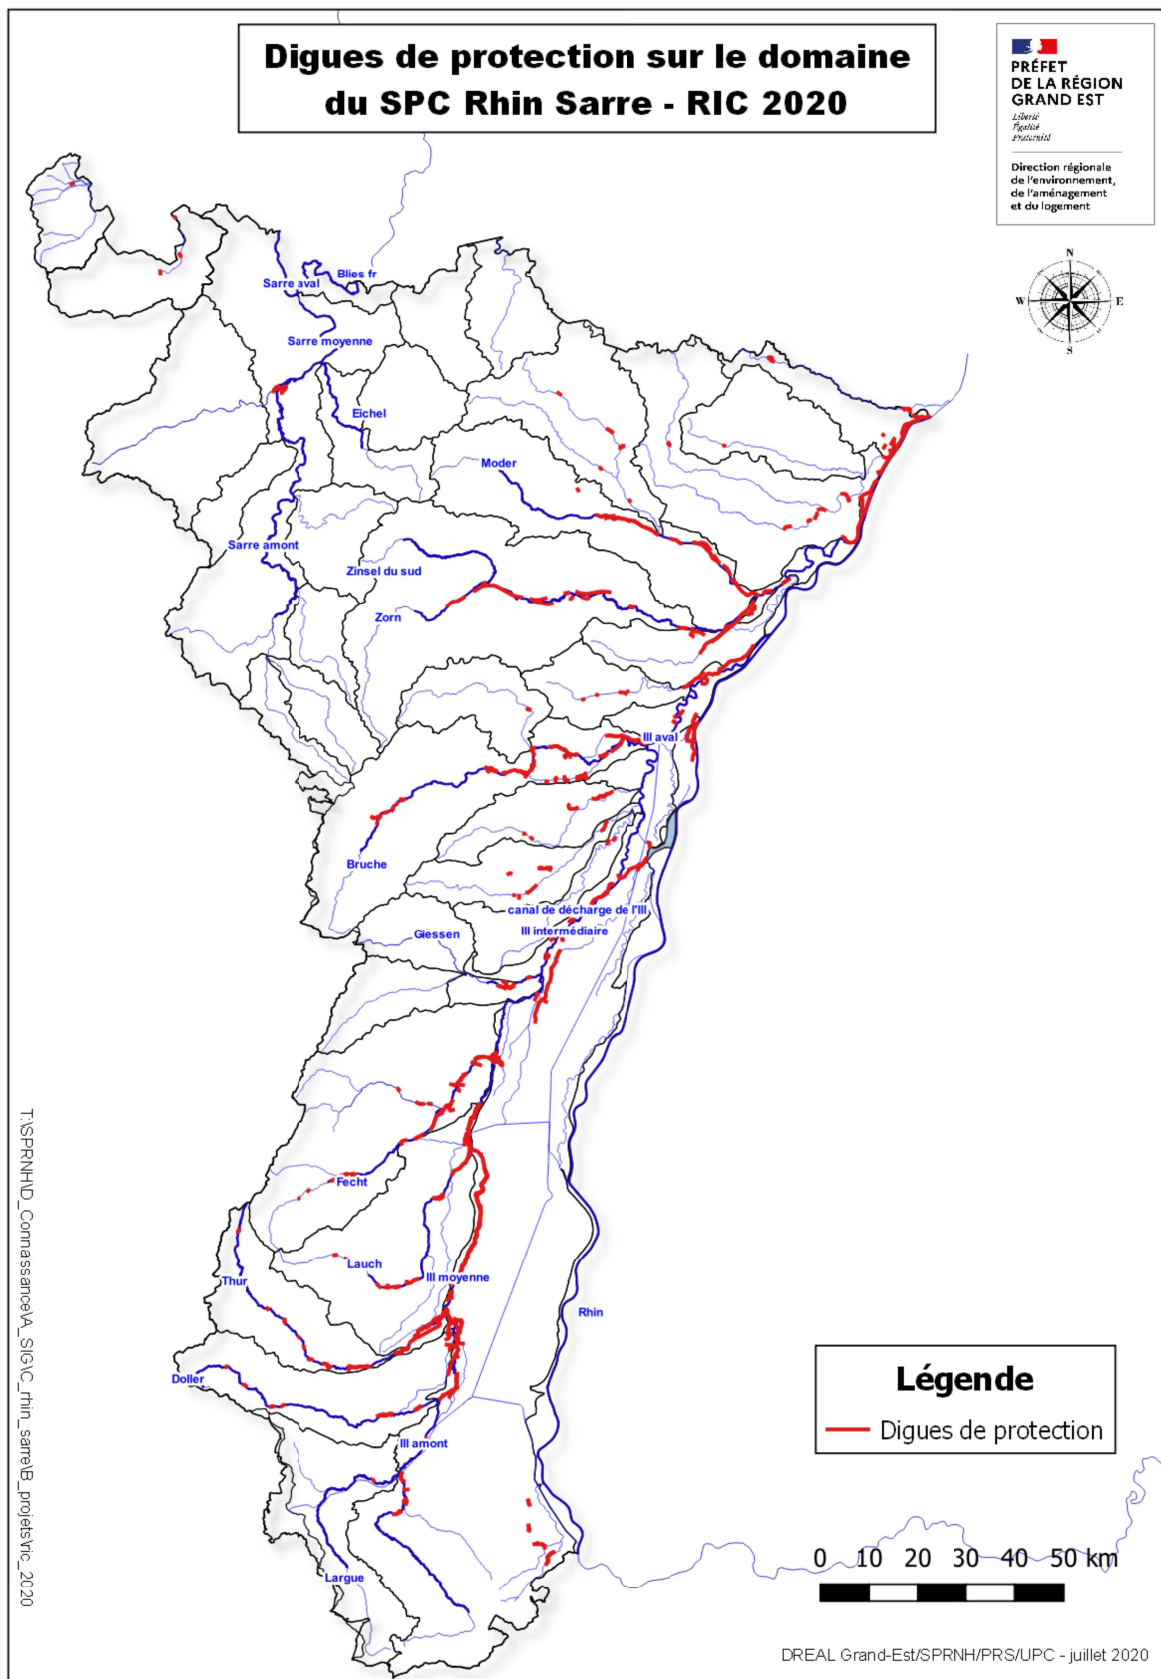 Digues de protection sur le domaine
du SPC Rhin Sarre - RIC 2020
PRÉFET
DE LA RÉGION
GRAND EST
Liberté
Égalité
Fraternité
Direction régionale
de l'environnement,
de l'aménagement
et du logement
N
W
E
S
Blies fr
Sarre aval
Sarre moyenne
Eichel
Moder
Sarre amont
Zinsel du sud
Zorn
Ill aval
Bruche
canal de décharge de l'Ill
Ill intermédiaire
Giessen
Fecht
Lauch
Ill moyenne
Thur
Rhin
Doller
Ill amont
Largue
Légende
Digues de protection
0 10 20 30 40 50 km
T:\SPRNH\D_Connassance\A_SIG\C_rhin_sarre\B_projets\ric_2020
DREAL Grand-Est/SPRNH/PRS/UPC - juillet 2020